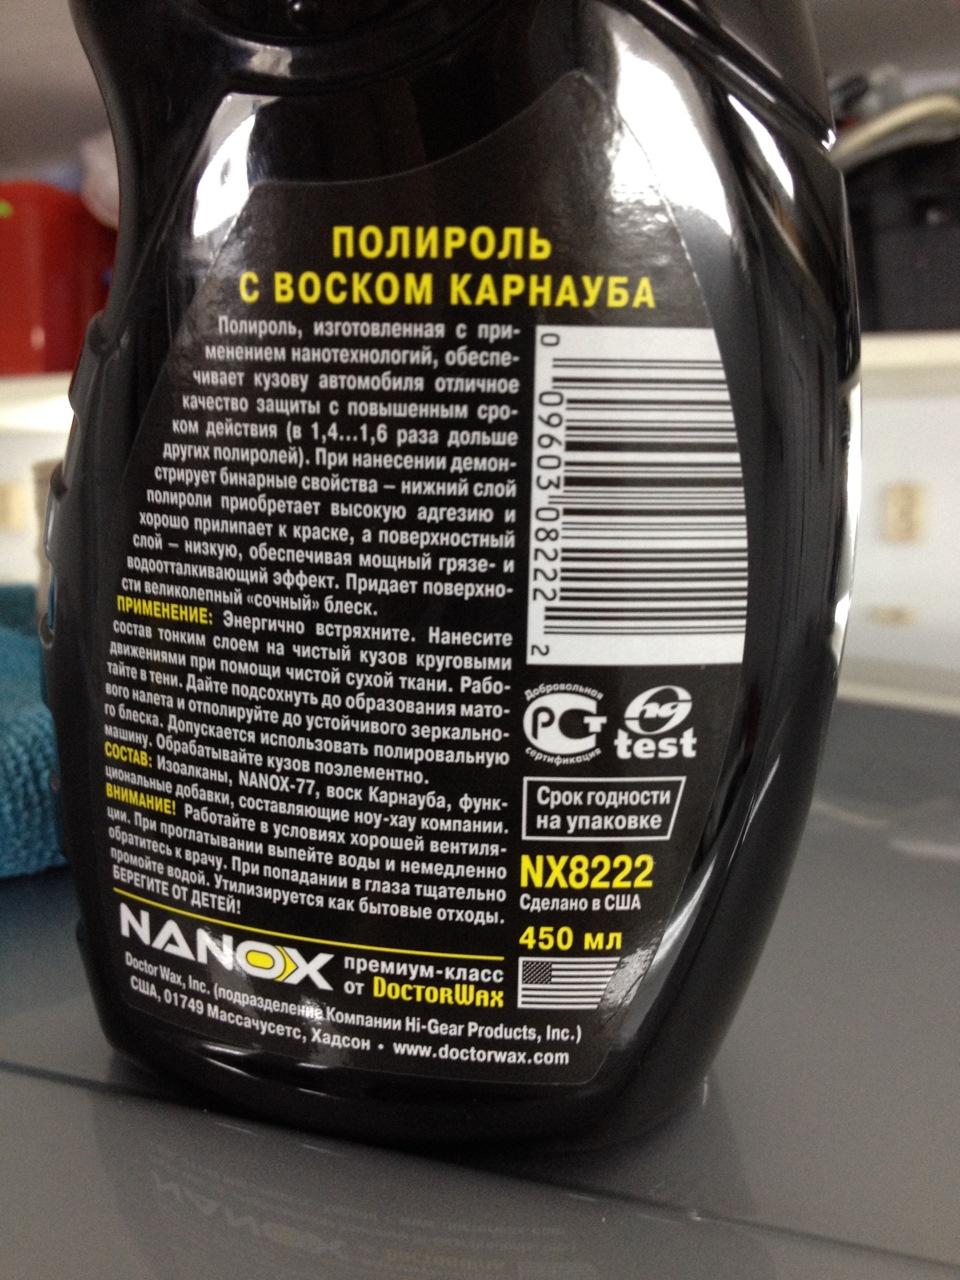 ПОЛИРОЛЬ
С ВОСКОМ КАРНАУБА
Полироль, изготовленная с при-
менением нанотехнологий, обеспе-
чивает кузову автомобиля отличное
качество защиты с повышенным сро-
ком действия (в 1,4...1,6 раза дольше
других полиролей). При нанесении демон-
стрирует бинарные свойства – нижний слой
полироли приобретает высокую адгезию и
хорошо прилипает к краске, а поверхностный
слой – низкую, обеспечивая мощный грязе- и
водоотталкивающий эффект. Придает поверхно-
сти великолепный «сочный» блеск.
ПРИМЕНЕНИЕ: Энергично встряхните. Нанесите
состав тонким слоем на чистый кузов круговыми
движениями при помощи чистой сухой ткани. Рабо-
тайте в тени. Дайте подсохнуть до образования мато-
вого налета и отполируйте до устойчивого зеркально-
го блеска. Допускается использовать полировальную
машину. Обрабатывайте кузов поэлементно.
СОСТАВ: Изоалканы, NANOX-77, воск Карнауба, функ-
циональные добавки, составляющие ноу-хау компании.
ВНИМАНИЕ! Работайте в условиях хорошей вентиля-
ции. При проглатывании выпейте воды и немедленно
обратитесь к врачу. При попадании в глаза тщательно
промойте водой. Утилизируется как бытовые отходы.
БЕРЕГИТЕ ОТ ДЕТЕЙ!
0 09603 08222 2
Добровольная
РСТ
сертификация
test
Срок годности
на упаковке
NX8222
Сделано в США
450 мл
NANOX
премиум-класс
от DOCTORWAX
Doctor Wax, Inc. (подразделение Компании Hi-Gear Products, Inc.)
США, 01749 Массачусетс, Хадсон • www.doctorwax.com